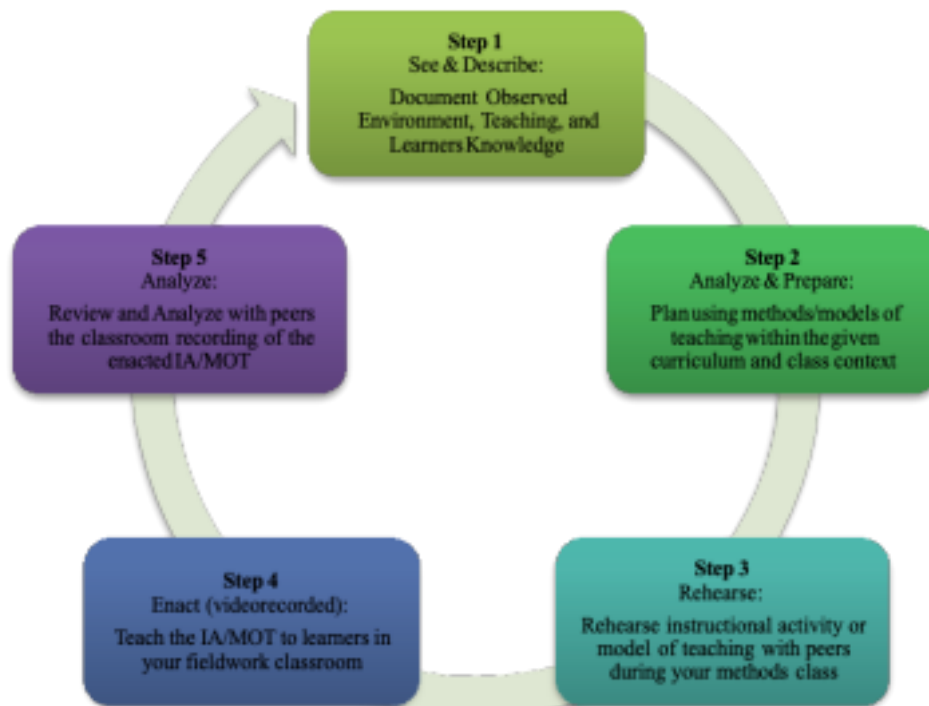 Step 1
See & Describe:
Document Observed
Environment, Teaching, and
Learners Knowledge
Step 2
Analyze & Prepare:
Plan using methods/models of
teaching within the given
curriculum and class context
Step 3
Rehearse:
Rehearse instructional activity or
model of teaching with peers
during your methods class
Step 4
Enact (videorecorded):
Teach the IA/MOT to learners in
your fieldwork classroom
Step 5
Analyze:
Review and Analyze with peers
the classroom recording of the
enacted IA/MOT